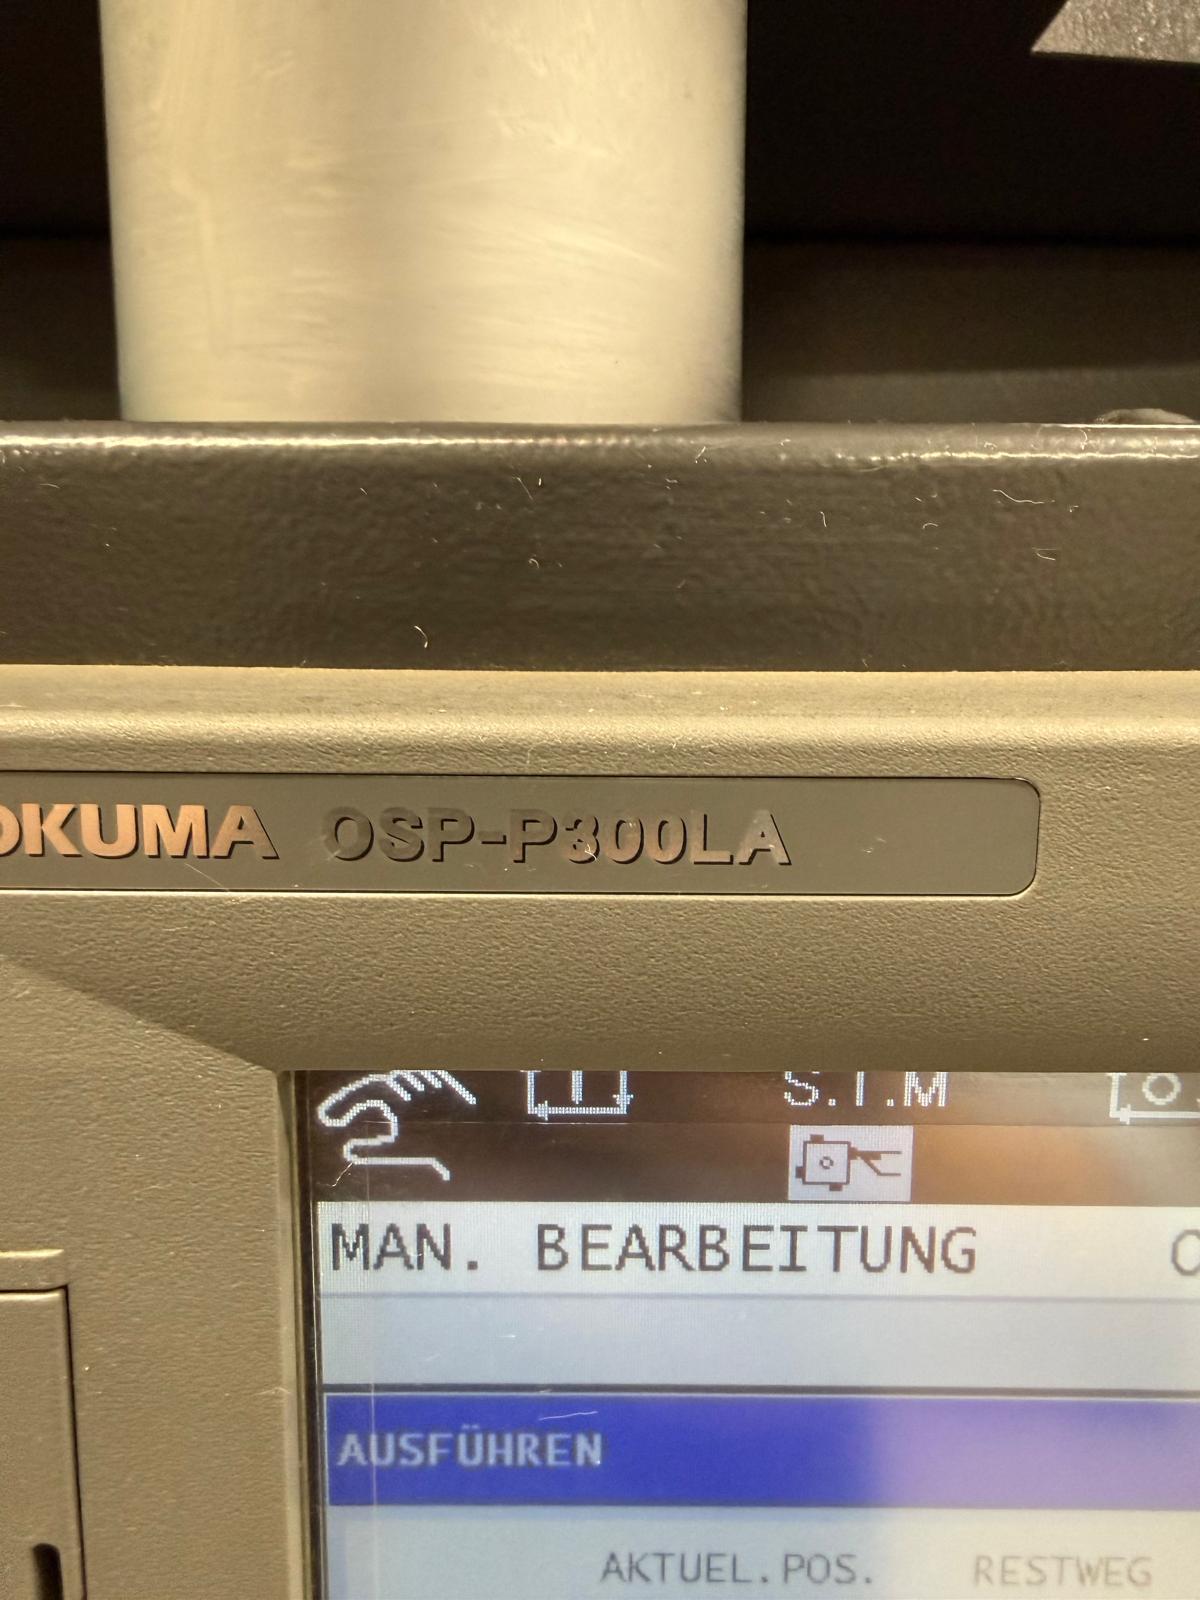 OKUMA OSP-P300LA
S.T.M
MAN. BEARBEITUNG
AUSFÜHREN
AKTUEL.POS. RESTWEG